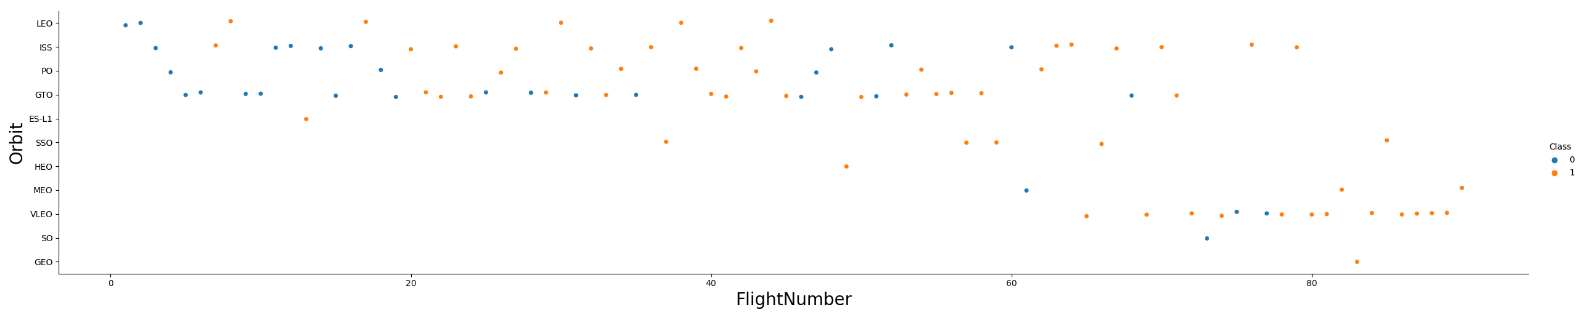 LEO
ISS
PO
GTO
ES-L1
SSO
HEO
MEO
VLEO
SO
GEO
Orbit
0 20 40 60 80
FlightNumber
Class
0
1